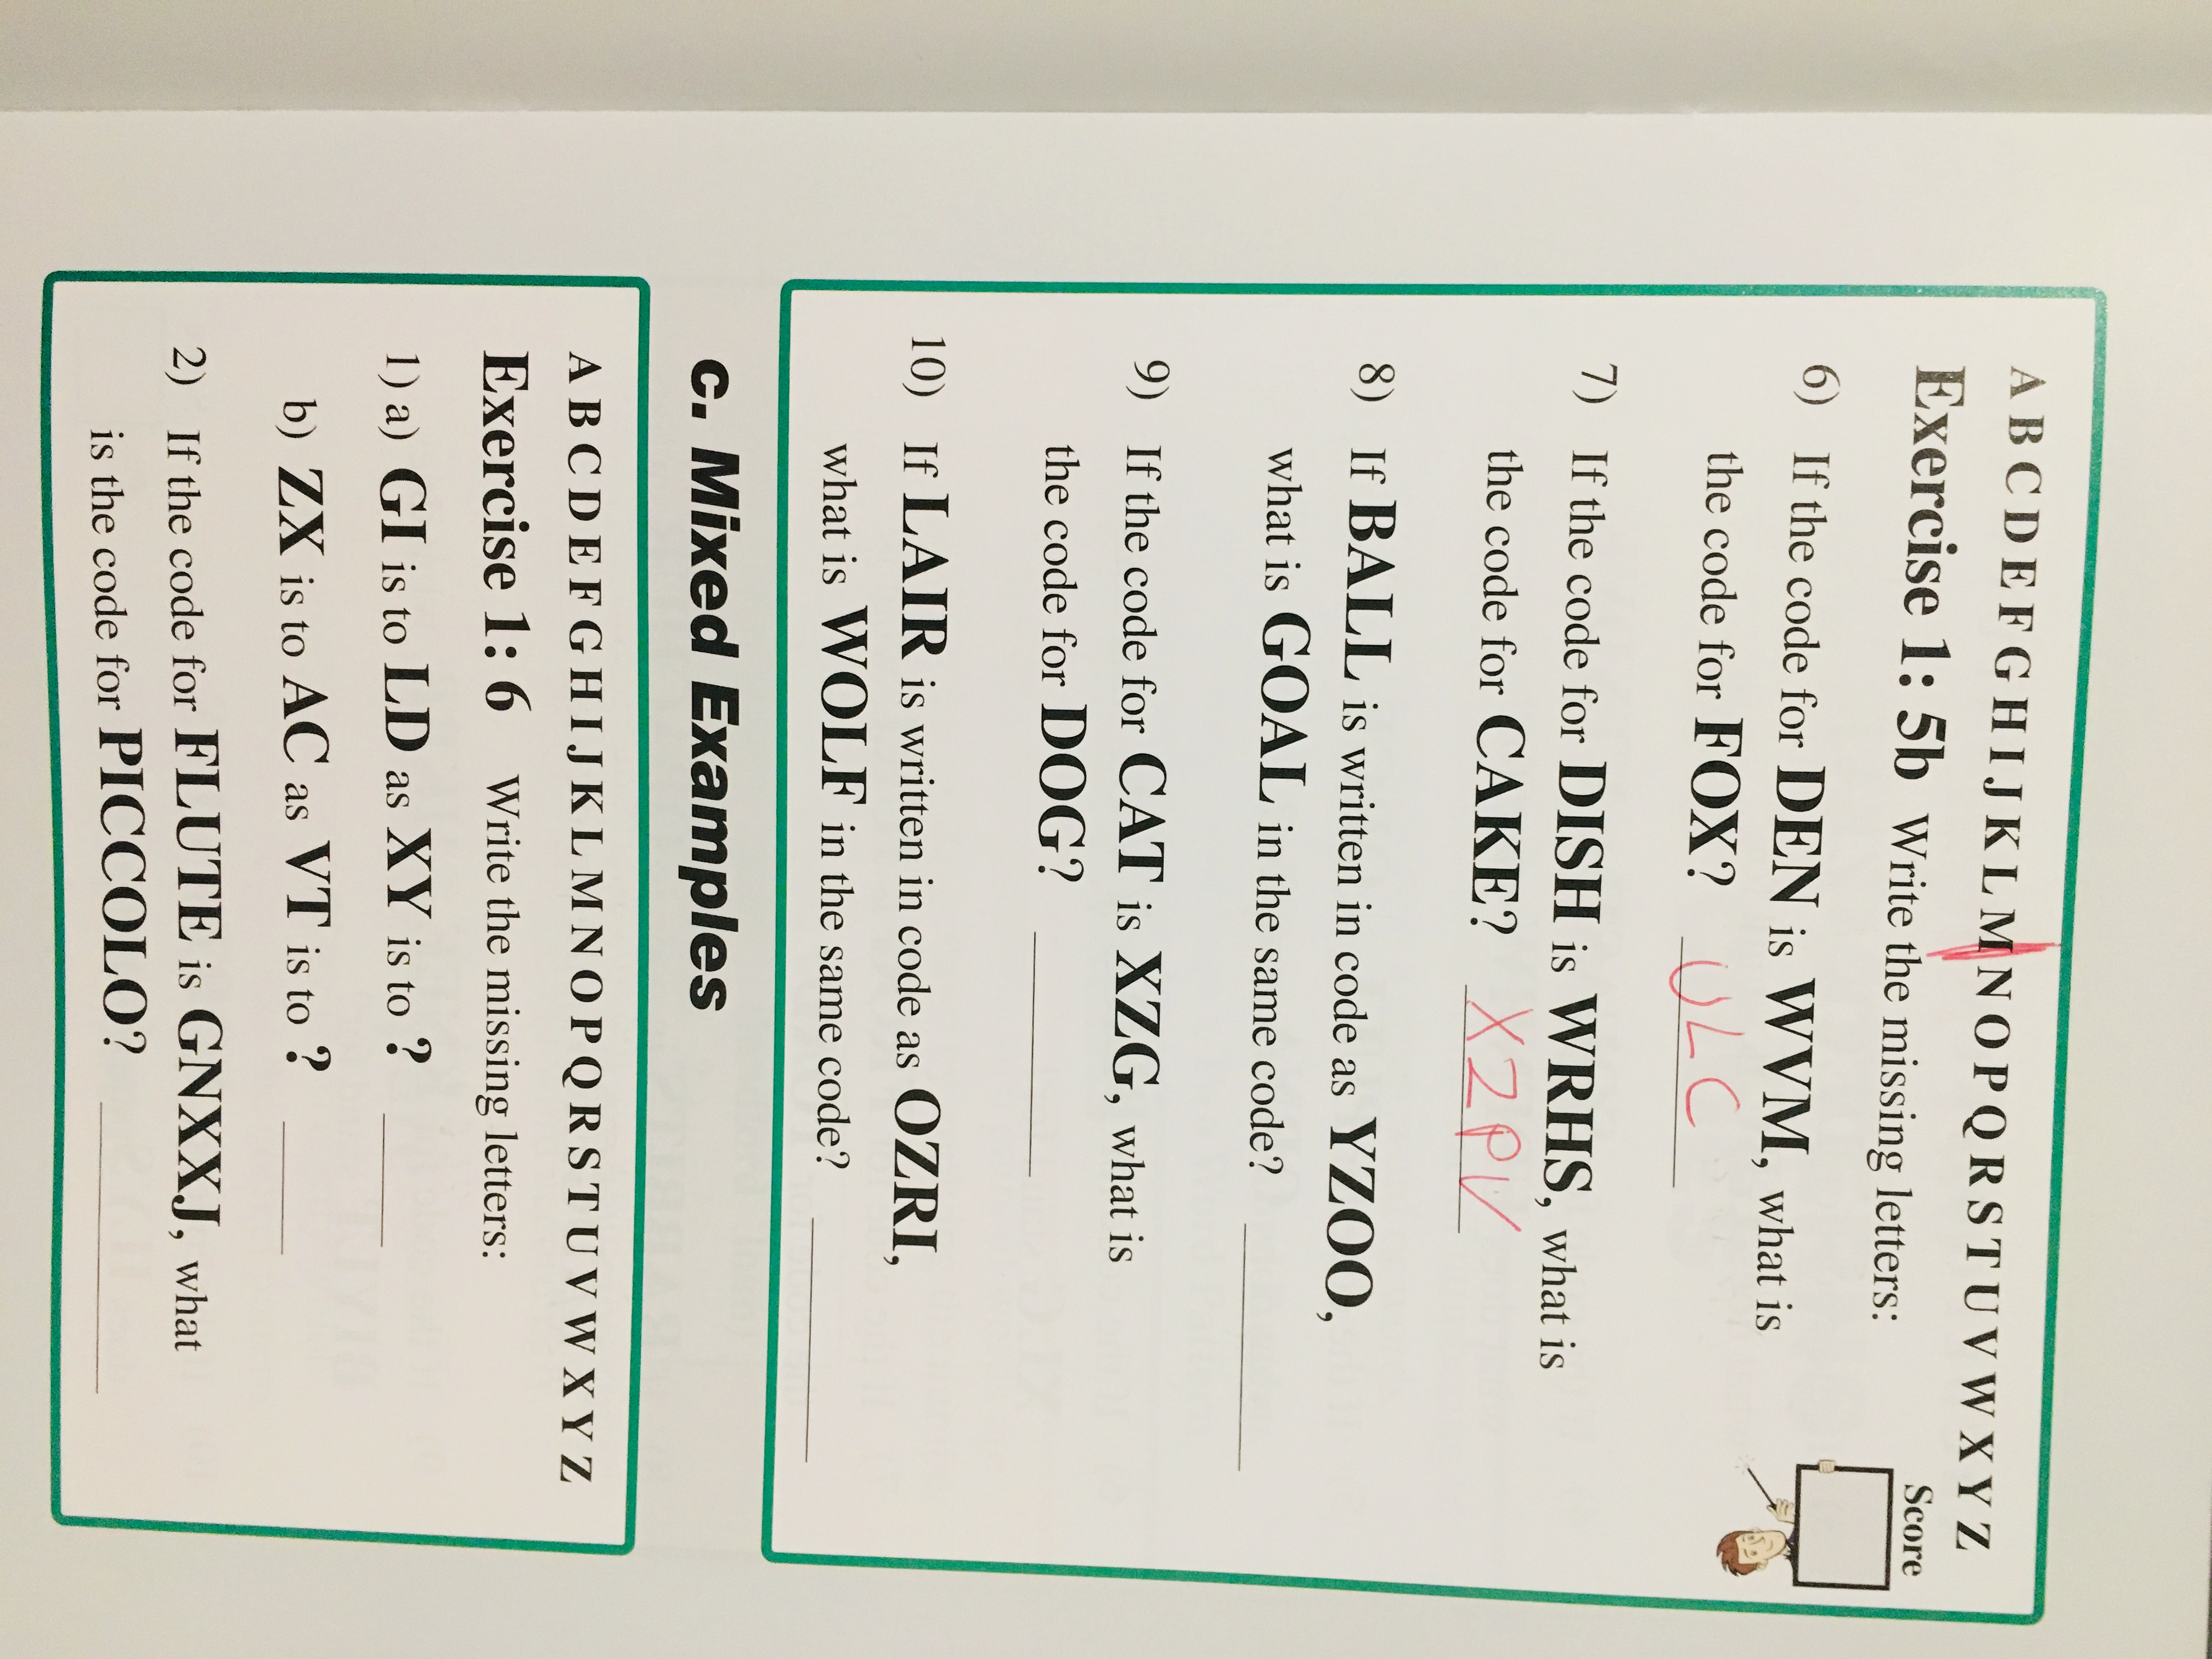 A B C D E F G H I J K L M N O P Q R S T U V W X Y Z
Exercise 1: 5b Write the missing letters:
Score
6) If the code for DEN is WVM, what is
the code for FOX? ULC
7) If the code for DISH is WRHS, what is
the code for CAKE? XZPV
8) If BALL is written in code as YZOO,
what is GOAL in the same code?
9) If the code for CAT is XZG, what is
the code for DOG?
10) If LAIR is written in code as OZRI,
what is WOLF in the same code?
c. Mixed Examples
A B C D E F G H I J K L M N O P Q R S T U V W X Y Z
Exercise 1: 6 Write the missing letters:
1) a) GI is to LD as XY is to ?
b) ZX is to AC as VT is to ?
2) If the code for FLUTE is GNXXJ, what
is the code for PICCOLO?